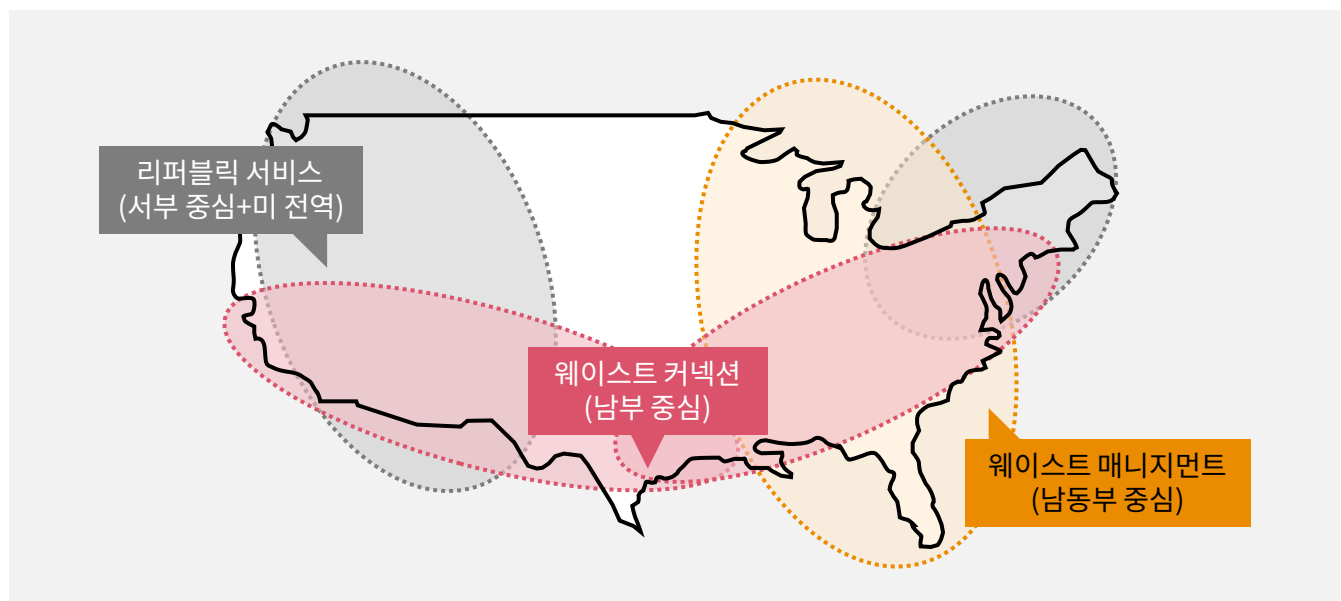 리퍼블릭 서비스
(서부 중심+미 전역)
웨이스트 커넥션
(남부 중심)
웨이스트 매니지먼트
(남동부 중심)